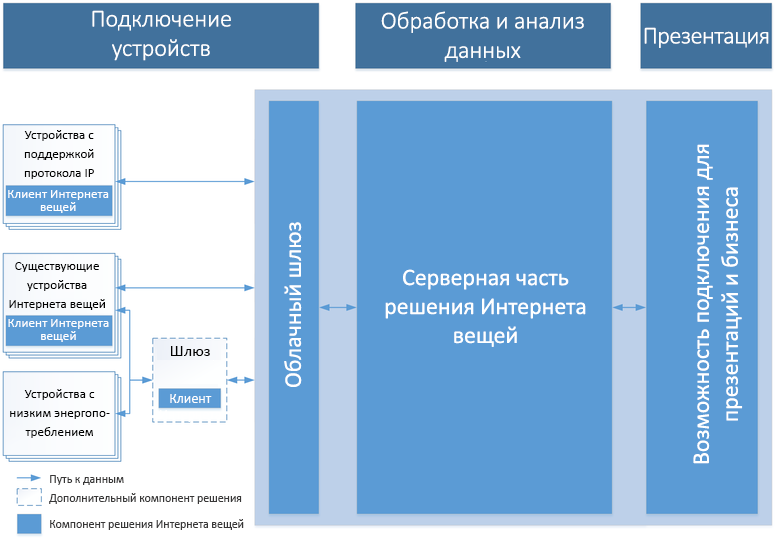 Подключение
устройств
Обработка и анализ
данных
Презентация
Устройства с
поддержкой
протокола IP
Клиент Интернета
вещей
Существующие
устройства
Интернета вещей
Клиент Интернета
вещей
Устройства с
низким энергопо-
треблением
Шлюз
Клиент
Облачный шлюз
Серверная часть
решения Интернета
вещей
Возможность подключения для
презентаций и бизнеса
Путь к данным
Дополнительный компонент решения
Компонент решения Интернета вещей